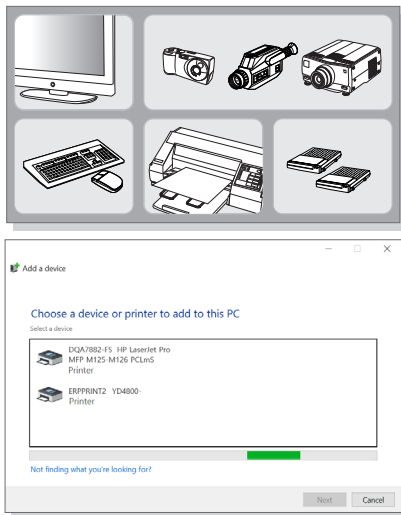 Add a device
Choose a device or printer to add to this PC
Select a device
DQA7882-FS HP LaserJet Pro
MFP M125-M126 PCLmS
Printer
ERPPRINT2 YD4800-
Printer
Not finding what you're looking for?
Next Cancel